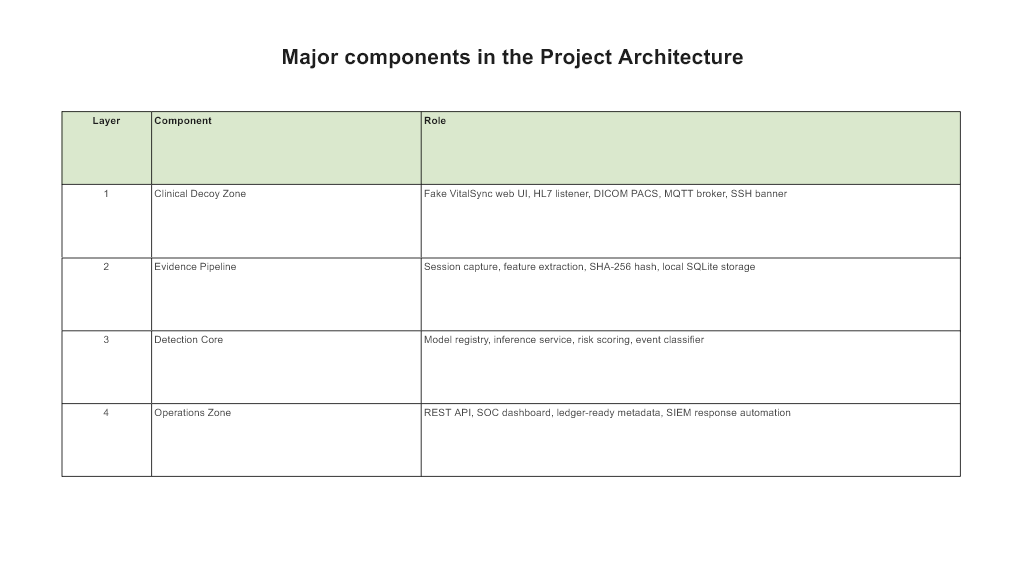 Major components in the Project Architecture
Layer Component Role
1 Clinical Decoy Zone Fake VitalSync web UI, HL7 listener, DICOM PACS, MQTT broker, SSH banner
2 Evidence Pipeline Session capture, feature extraction, SHA-256 hash, local SQLite storage
3 Detection Core Model registry, inference service, risk scoring, event classifier
4 Operations Zone REST API, SOC dashboard, ledger-ready metadata, SIEM response automation